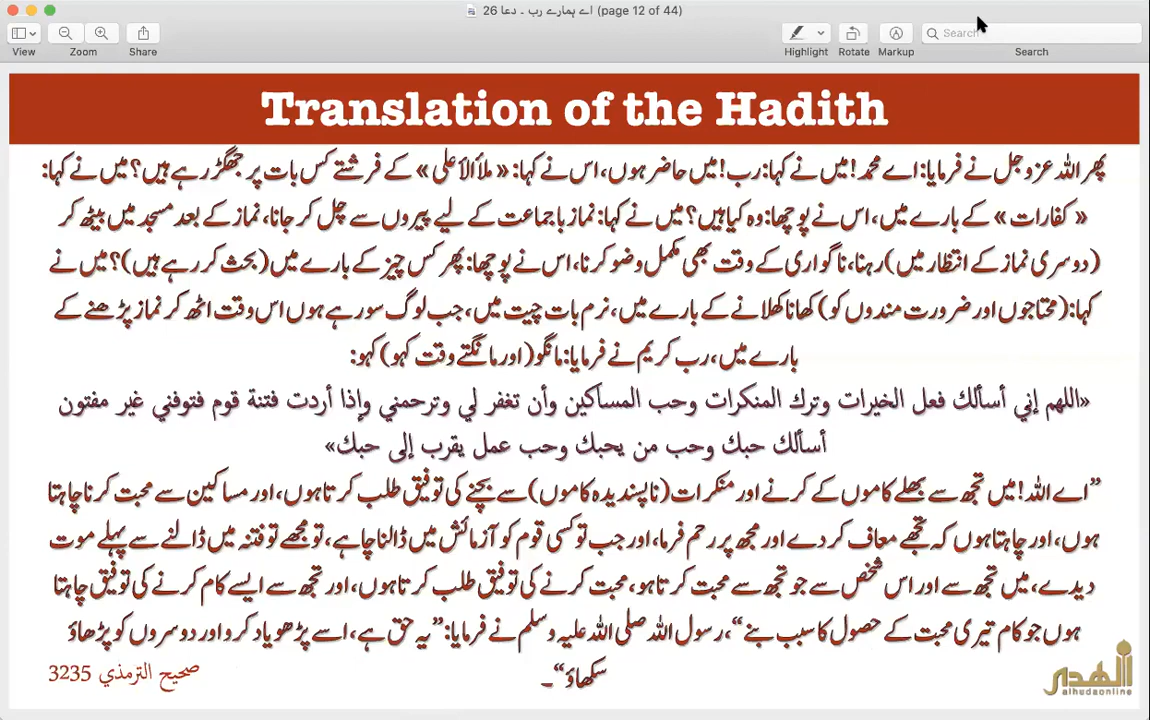 اے ہمارے رب ۔ دعا 26 (page 12 of 44)
View
Zoom
Share
Highlight
Rotate
Markup
Search
Search
Translation of the Hadith
پھر اللہ عزوجل نے فرمایا: اے محمد! میں نے کہا: رب! میں حاضر ہوں، اس نے کہا: «ملأ الأعلی» کے فرشتے کس بات پر جھگڑ رہے ہیں؟ میں نے کہا:
«کفارات» کے بارے میں، اس نے پوچھا: وہ کیا ہیں؟ میں نے کہا: نماز باجماعت کے لیے پیروں سے چل کر جانا، نماز کے بعد مسجد میں بیٹھ کر
(دوسری نماز کے انتظار میں) رہنا، ناگواری کے وقت بھی مکمل وضو کرنا، اس نے پوچھا: پھر کس چیز کے بارے میں (بحث کر رہے ہیں)؟ میں نے
کہا: (محتاجوں اور ضرورت مندوں کو) کھانا کھلانے کے بارے میں، نرم بات چیت میں، جب لوگ سو رہے ہوں اس وقت اٹھ کر نماز پڑھنے کے
بارے میں، رب کریم نے فرمایا: مانگو (اور مانگتے وقت کہو) کہو:
«اللهم إني أسألك فعل الخيرات وترك المنكرات وحب المساكين وأن تغفر لي وترحمني وإذا أردت فتنة قوم فتوفني غير مفتون
أسألك حبك وحب من يحبك وحب عمل يقرب إلى حبك»
”اے اللہ! میں تجھ سے بھلے کاموں کے کرنے اور منکرات (ناپسندیدہ کاموں) سے بچنے کی توفیق طلب کرتا ہوں، اور مساکین سے محبت کرنا چاہتا
ہوں، اور چاہتا ہوں کہ تجھے معاف کر دے اور مجھ پر رحم فرما، اور جب تو کسی قوم کو آزمائش میں ڈالنا چاہے، تو مجھے تو فتنہ میں ڈالنے سے پہلے موت
دیدے، میں تجھ سے اور اس شخص سے جو تجھ سے محبت کرتا ہو، محبت کرنے کی توفیق طلب کرتا ہوں، اور تجھ سے ایسے کام کرنے کی توفیق چاہتا
ہوں جو کام تیری محبت کے حصول کا سبب بنے“، رسول اللہ صلی اللہ علیہ وسلم نے فرمایا: ”یہ حق ہے، اسے پڑھو یاد کرو اور دوسروں کو پڑھاؤ
سکھاؤ“۔
صحيح الترمذي 3235
الهدى
alhudaonline